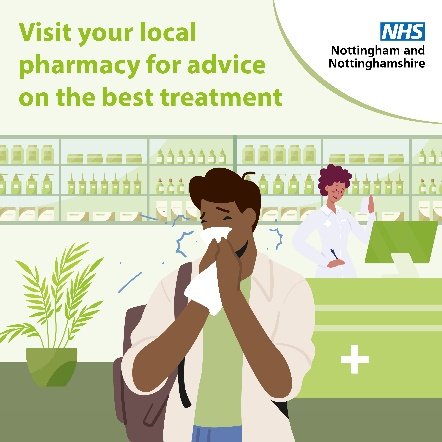 Visit your local
pharmacy for advice
on the best treatment
NHS
Nottingham and
Nottinghamshire